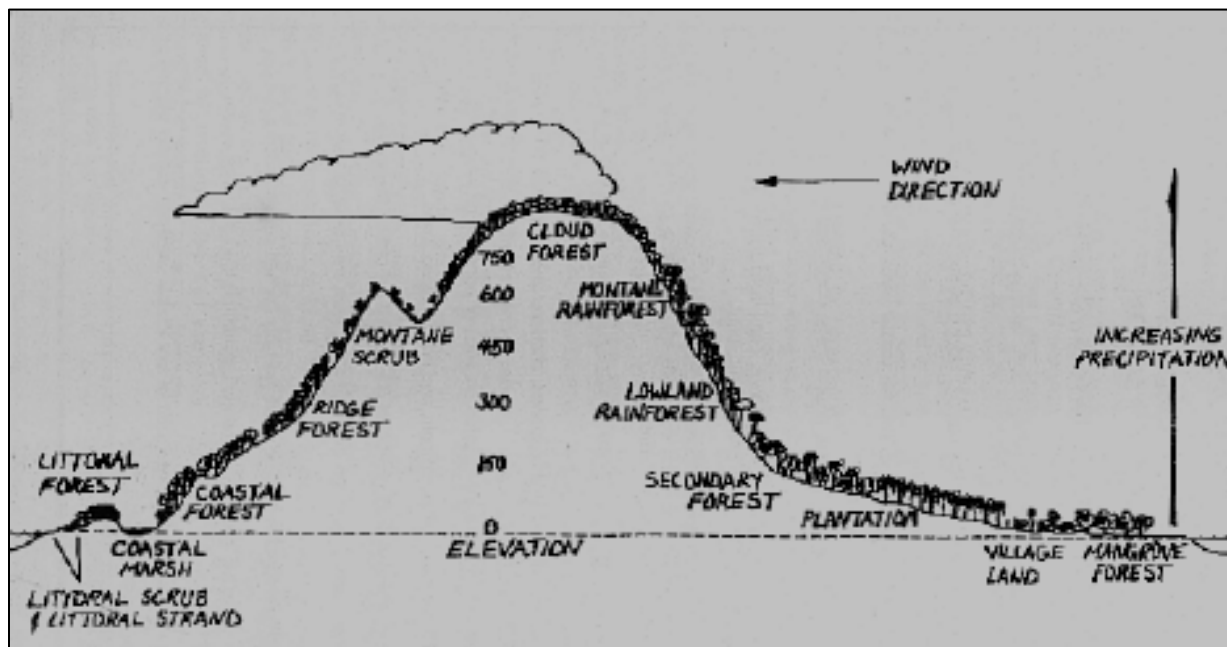 WIND
DIRECTION
CLOUD
FOREST
750
600
450
300
150
0
ELEVATION
MONTANE
RAINFOREST
MONTANE
SCRUB
INCREASING
PRECIPITATION
LOWLAND
RAINFOREST
RIDGE
FOREST
LITTORAL
FOREST
COASTAL
FOREST
SECONDARY
FOREST
PLANTATION
COASTAL
MARSH
VILLAGE
LAND
MANGROVE
FOREST
LITTORAL SCRUB
& LITTORAL STRAND